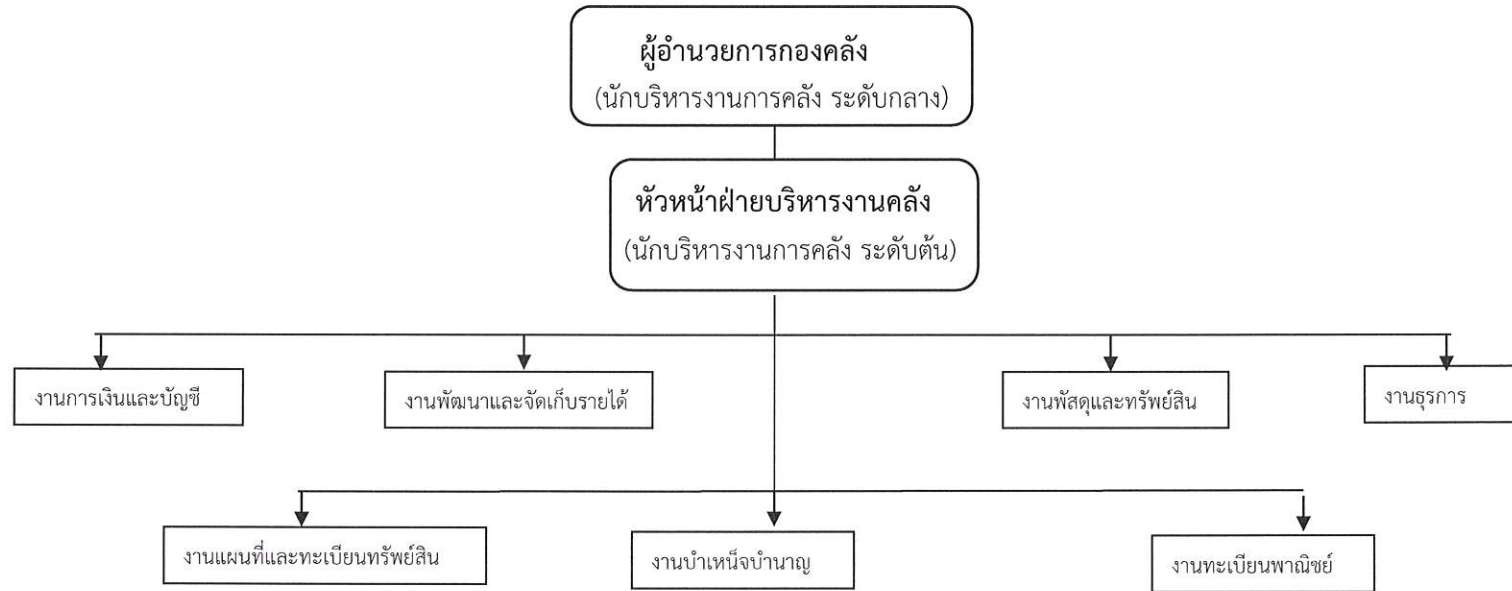 ผู้อำนวยการกองคลัง
(นักบริหารงานการคลัง ระดับกลาง)
หัวหน้าฝ่ายบริหารงานคลัง
(นักบริหารงานการคลัง ระดับต้น)
งานการเงินและบัญชี
งานพัฒนาและจัดเก็บรายได้
งานพัสดุและทรัพย์สิน
งานธุรการ
งานแผนที่และทะเบียนทรัพย์สิน
งานบำเหน็จบำนาญ
งานทะเบียนพาณิชย์